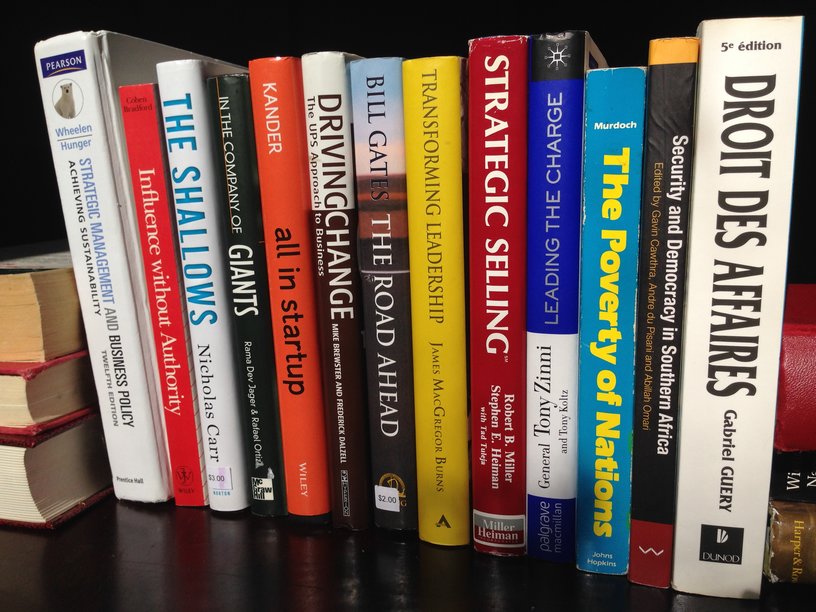 PEARSON
Wheelen
Hunger
STRATEGIC MANAGEMENT AND BUSINESS POLICY
ACHIEVING SUSTAINABILITY
TWELFTH EDITION
Prentice Hall
Cohen
Bradford
Influence without Authority
WILEY
THE SHALLOWS
Nicholas Carr
$3.00
NORTON
IN THE COMPANY OF
GIANTS
Rama Dev Jager & Rafael Ortiz
Mc
Graw
Hill
KANDER
all in startup
WILEY
DRIVINGCHANGE
The UPS Approach to Business
MIKE BREWSTER AND FREDERICK DALZELL
BILL GATES
THE ROAD AHEAD
$2.00
TRANSFORMING LEADERSHIP
JAMES MACGREGOR BURNS
STRATEGIC SELLING
Robert B. Miller
Stephen E. Heiman
with Tad Tuleja
Miller
Heiman
LEADING THE CHARGE
General Tony Zinni
and Tony Koltz
palgrave
macmillan
Murdoch
The Poverty of Nations
Johns
Hopkins
Security and Democracy in Southern Africa
Edited by Gavin Cawthra, Andre du Pisani and Abillah Omari
5e édition
DROIT DES AFFAIRES
Gabriel GUERY
DUNOD
Wi
Harper & Ro